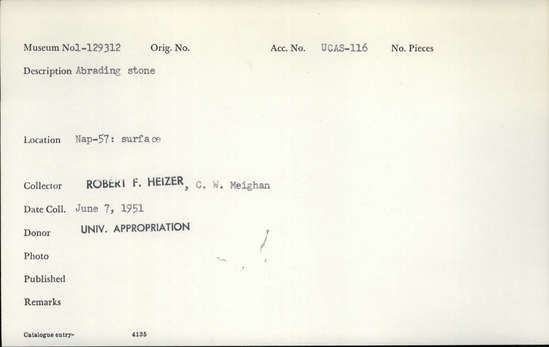 Museum No.1-129312 Orig. No. Acc. No. UCAS-116 No. Pieces
Description Abrading stone
Location Nap-57: surface
Collector ROBERT F. HEIZER, C. W. Meighan
Date Coll. June 7, 1951
Donor UNIV. APPROPRIATION
Photo
Published
Remarks
Catalogue entry- 4135